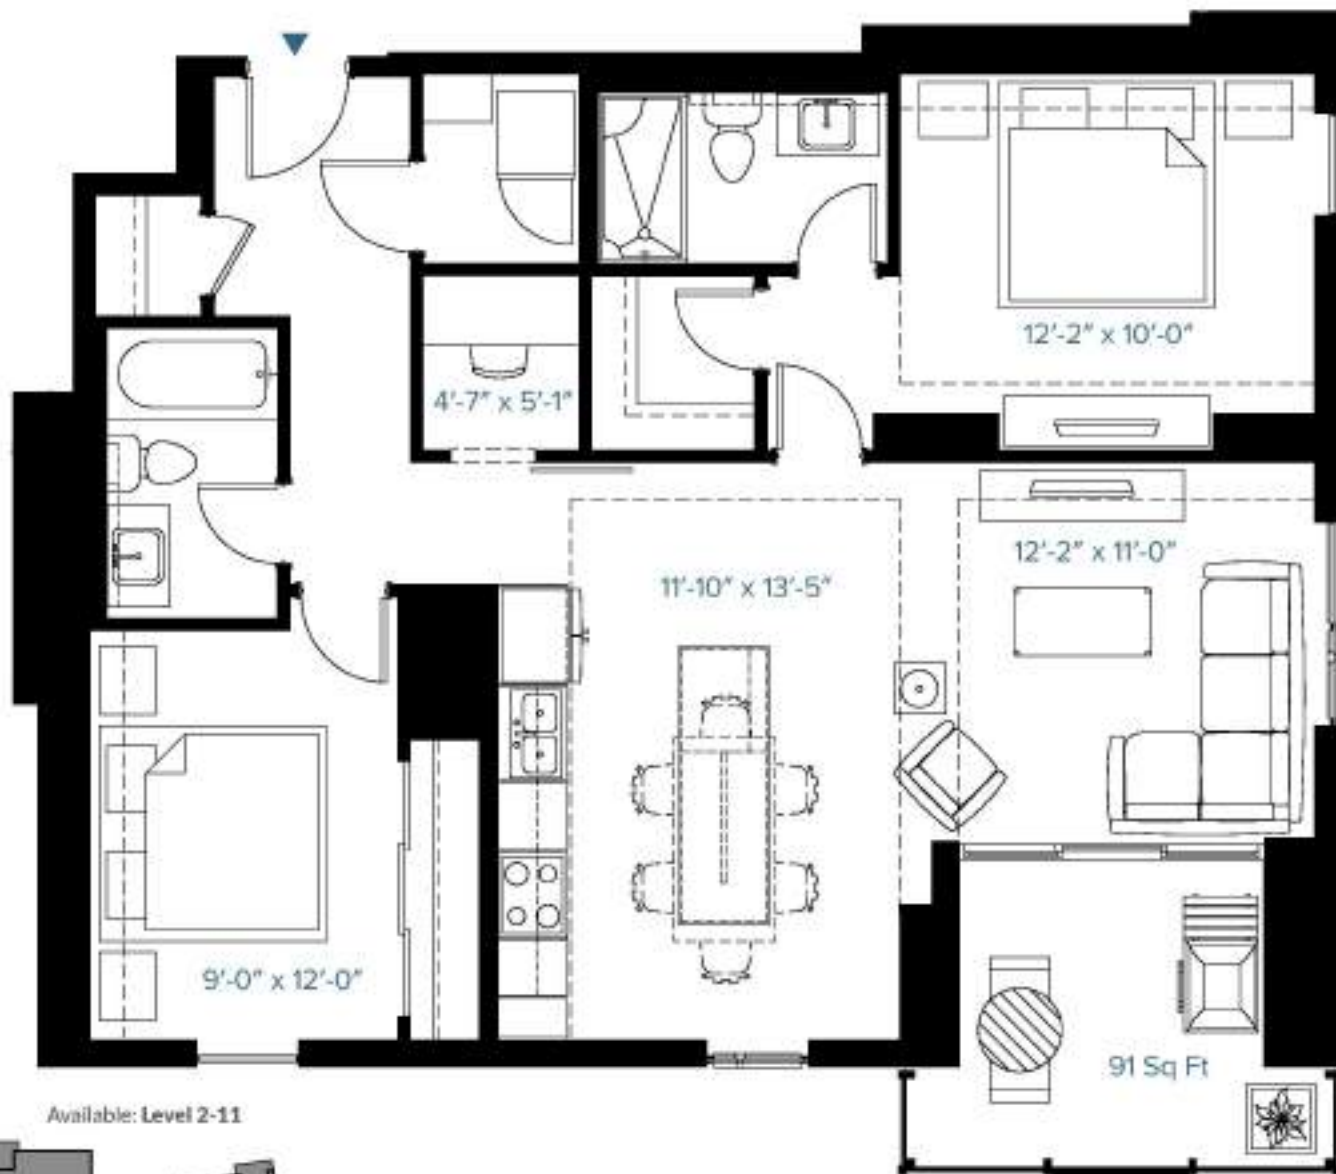 12'-2" x 10'-0"
4'-7" x 5'-1"
12'-2" x 11'-0"
11'-10" x 13'-5"
9'-0" x 12'-0"
91 Sq Ft
Available: Level 2-11